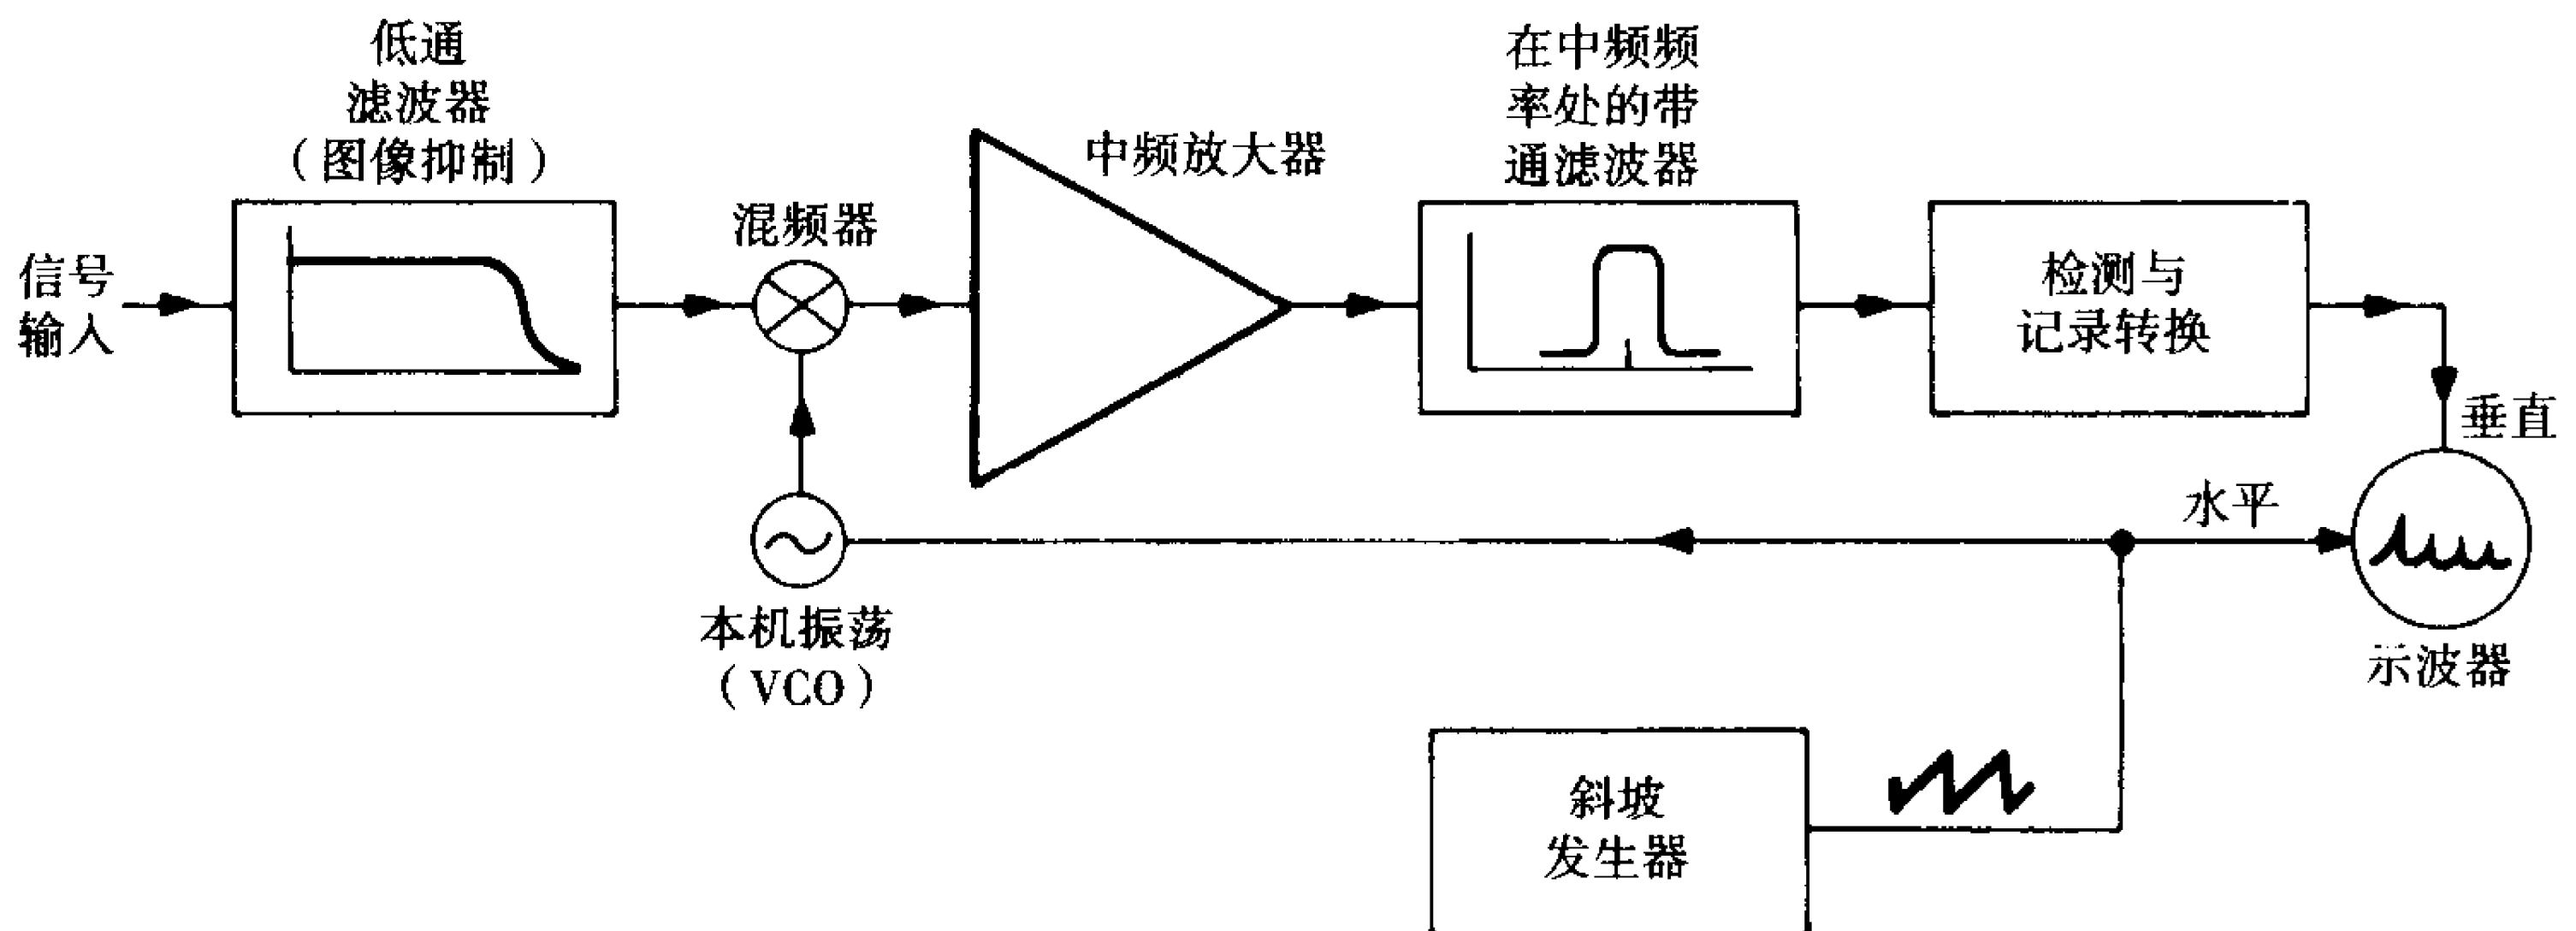 低通
滤波器
（图像抑制）
信号
输入
混频器
中频放大器
在中频频
率处的带
通滤波器
检测与
记录转换
垂直
水平
示波器
本机振荡
（VCO）
斜坡
发生器